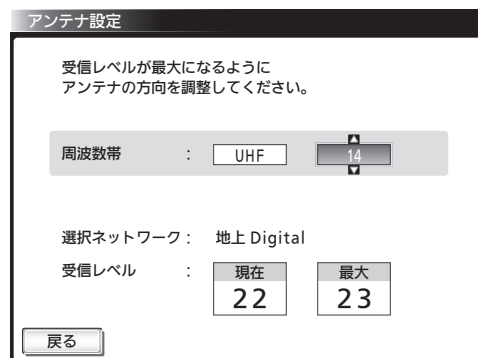 アンテナ設定
受信レベルが最大になるように
アンテナの方向を調整してください。
周波数帯 : UHF 14
選択ネットワーク : 地上 Digital
受信レベル : 現在 最大
22 23
戻る